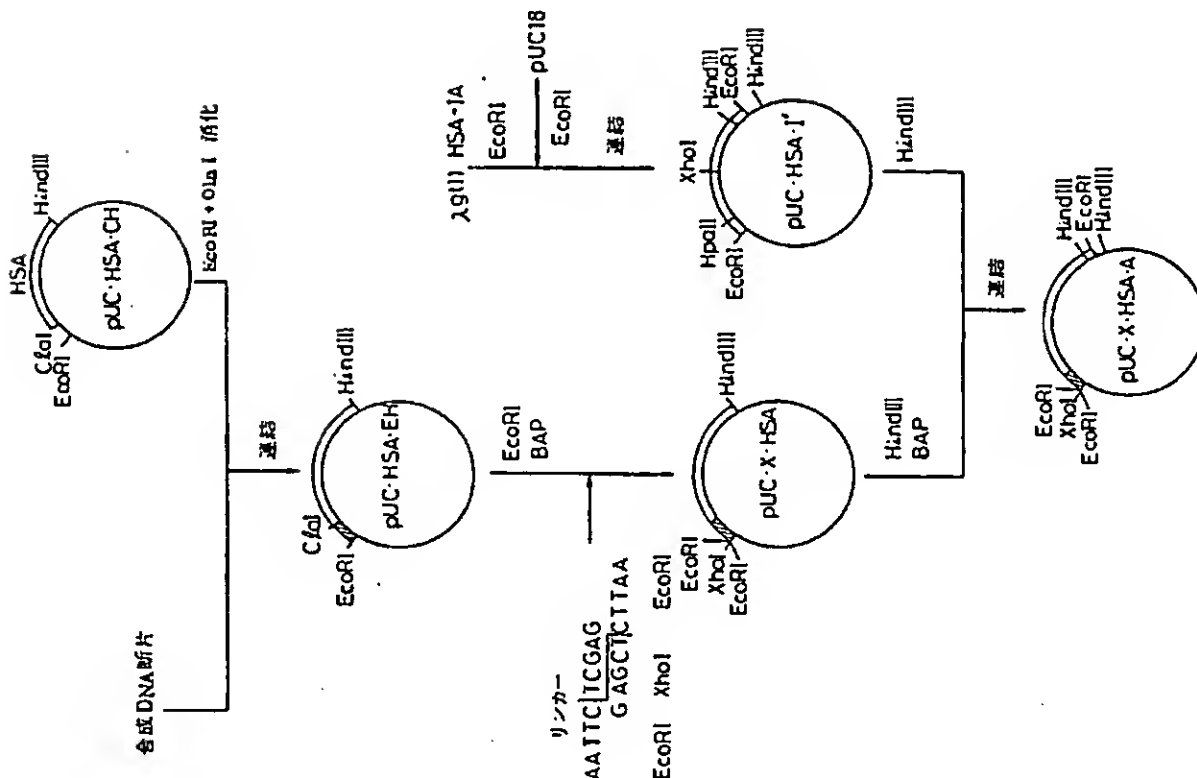 合成DNA断片
HSA
ClaI
EcoRI
HindIII
pUC·HSA·CH
EcoRI + ClaI 消化
連結
ClaI
EcoRI
HindIII
pUC·HSA·EH
EcoRI
BAP
リンカー
AATTCTCGAG
GAGCTCTTAA
EcoRI XhoI EcoRI
EcoRI
XhoI
EcoRI
HindIII
pUC·X·HSA
HindIII
BAP
λgt11 HSA·IA
EcoRI
pUC18
EcoRI
連結
XhoI
HpaII
EcoRI
HindIII
EcoRI
HindIII
pUC·HSA·I'
HindIII
連結
EcoRI
XhoI
EcoRI
HindIII
EcoRI
HindIII
pUC·X·HSA·A